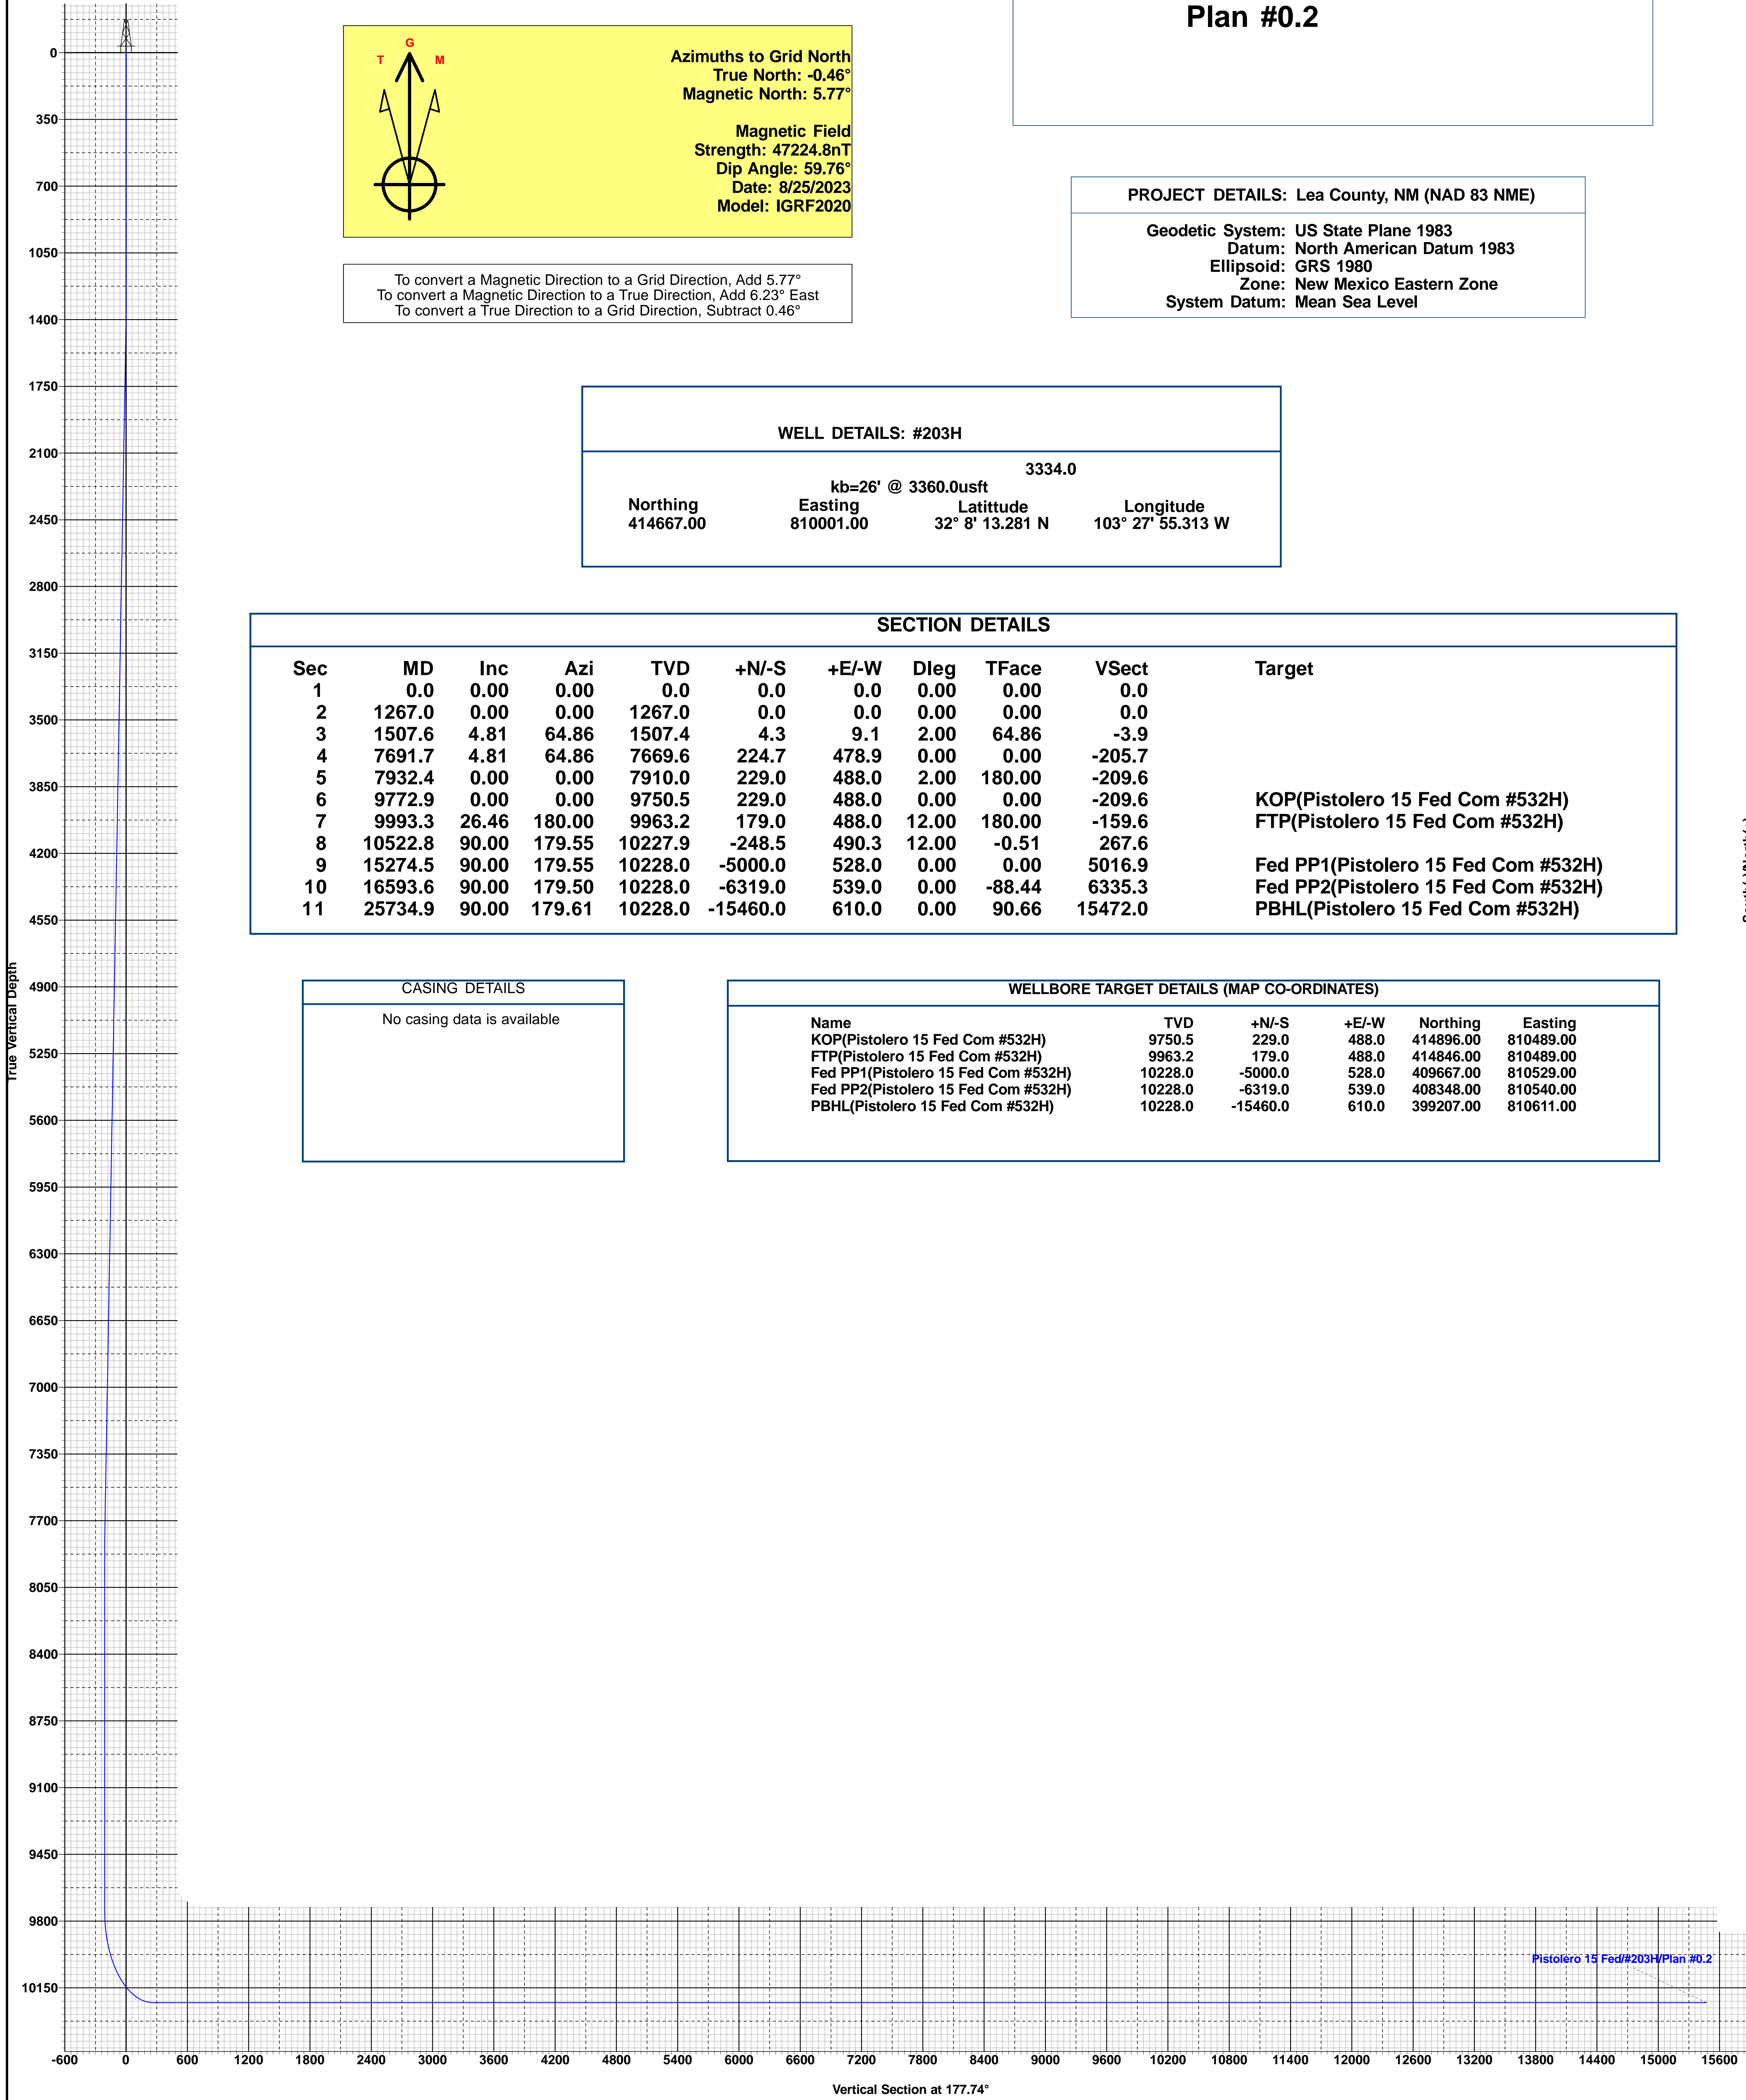 Plan #0.2
G
T M
Azimuths to Grid North
True North: -0.46°
Magnetic North: 5.77°
Magnetic Field
Strength: 47224.8nT
Dip Angle: 59.76°
Date: 8/25/2023
Model: IGRF2020
To convert a Magnetic Direction to a Grid Direction, Add 5.77°
To convert a Magnetic Direction to a True Direction, Add 6.23° East
To convert a True Direction to a Grid Direction, Subtract 0.46°
PROJECT DETAILS: Lea County, NM (NAD 83 NME)
Geodetic System: US State Plane 1983
Datum: North American Datum 1983
Ellipsoid: GRS 1980
Zone: New Mexico Eastern Zone
System Datum: Mean Sea Level
WELL DETAILS: #203H
3334.0
kb=26' @ 3360.0usft
Northing Easting Latittude Longitude
414667.00 810001.00 32° 8' 13.281 N 103° 27' 55.313 W
SECTION DETAILS
Sec MD Inc Azi TVD +N/-S +E/-W Dleg TFace VSect Target
1 0.0 0.00 0.00 0.0 0.0 0.0 0.00 0.00 0.0
2 1267.0 0.00 0.00 1267.0 0.0 0.0 0.00 0.00 0.0
3 1507.6 4.81 64.86 1507.4 4.3 9.1 2.00 64.86 -3.9
4 7691.7 4.81 64.86 7669.6 224.7 478.9 0.00 0.00 -205.7
5 7932.4 0.00 0.00 7910.0 229.0 488.0 2.00 180.00 -209.6
6 9772.9 0.00 0.00 9750.5 229.0 488.0 0.00 0.00 -209.6 KOP(Pistolero 15 Fed Com #532H)
7 9993.3 26.46 180.00 9963.2 179.0 488.0 12.00 180.00 -159.6 FTP(Pistolero 15 Fed Com #532H)
8 10522.8 90.00 179.55 10227.9 -248.5 490.3 12.00 -0.51 267.6
9 15274.5 90.00 179.55 10228.0 -5000.0 528.0 0.00 0.00 5016.9 Fed PP1(Pistolero 15 Fed Com #532H)
10 16593.6 90.00 179.50 10228.0 -6319.0 539.0 0.00 -88.44 6335.3 Fed PP2(Pistolero 15 Fed Com #532H)
11 25734.9 90.00 179.61 10228.0 -15460.0 610.0 0.00 90.66 15472.0 PBHL(Pistolero 15 Fed Com #532H)
CASING DETAILS
No casing data is available
WELLBORE TARGET DETAILS (MAP CO-ORDINATES)
Name TVD +N/-S +E/-W Northing Easting
KOP(Pistolero 15 Fed Com #532H) 9750.5 229.0 488.0 414896.00 810489.00
FTP(Pistolero 15 Fed Com #532H) 9963.2 179.0 488.0 414846.00 810489.00
Fed PP1(Pistolero 15 Fed Com #532H) 10228.0 -5000.0 528.0 409667.00 810529.00
Fed PP2(Pistolero 15 Fed Com #532H) 10228.0 -6319.0 539.0 408348.00 810540.00
PBHL(Pistolero 15 Fed Com #532H) 10228.0 -15460.0 610.0 399207.00 810611.00
True Vertical Depth
0
350
700
1050
1400
1750
2100
2450
2800
3150
3500
3850
4200
4550
4900
5250
5600
5950
6300
6650
7000
7350
7700
8050
8400
8750
9100
9450
9800
10150
Pistolero 15 Fed/#203H/Plan #0.2
-600 0 600 1200 1800 2400 3000 3600 4200 4800 5400 6000 6600 7200 7800 8400 9000 9600 10200 10800 11400 12000 12600 13200 13800 14400 15000 15600
Vertical Section at 177.74°